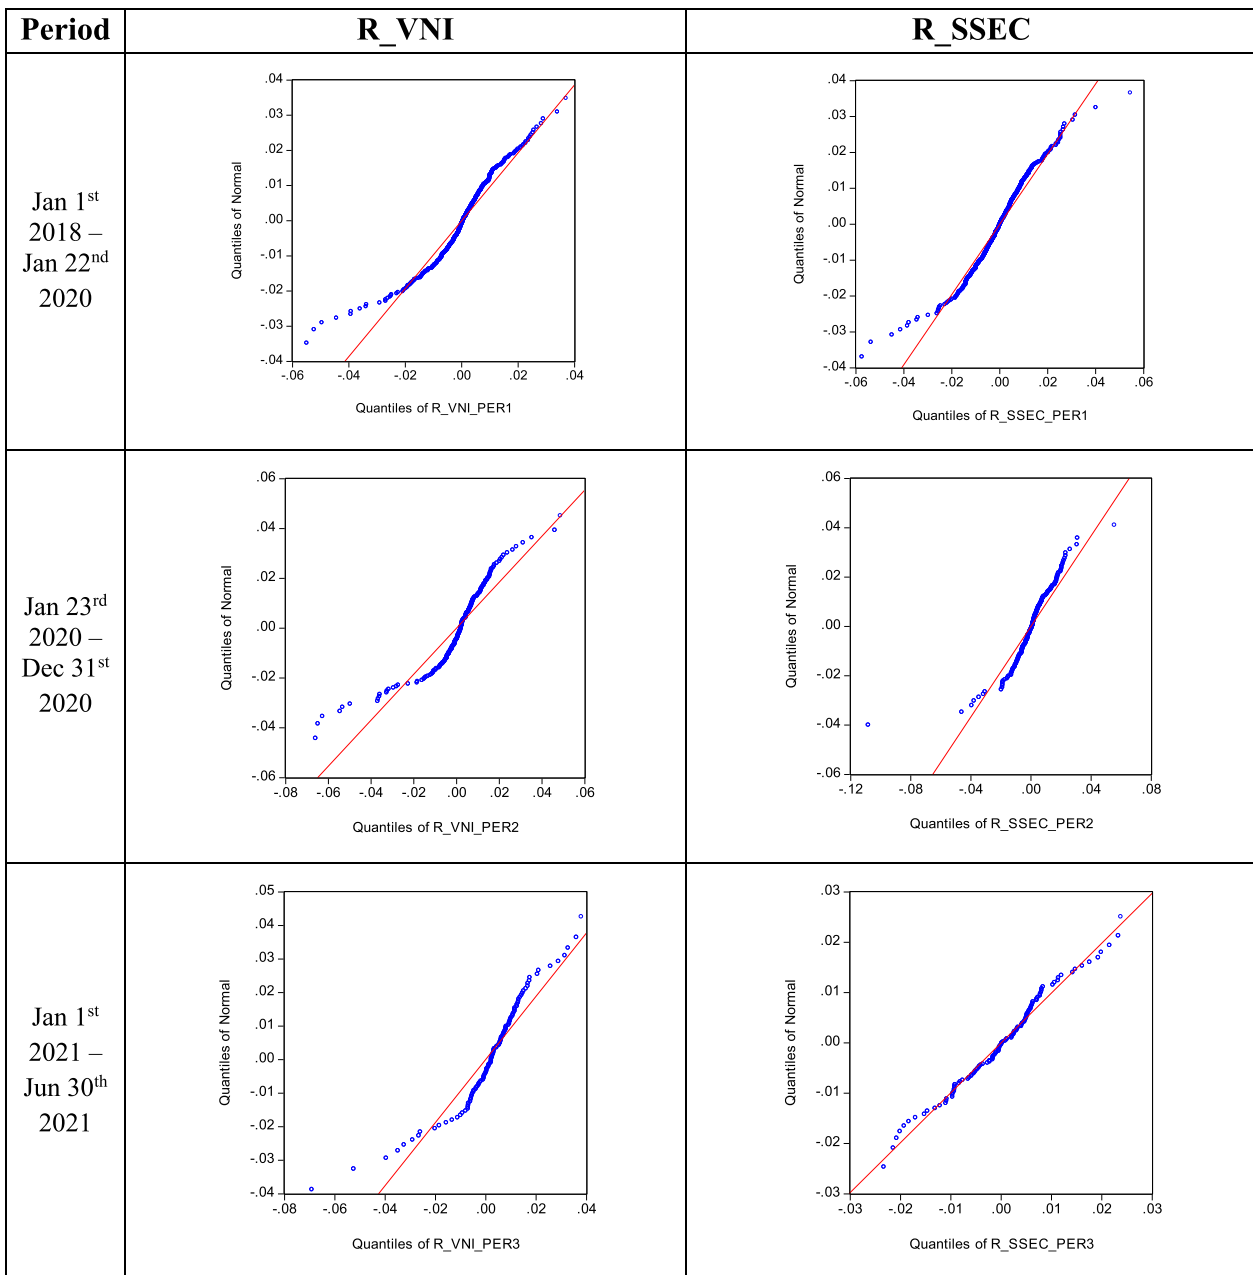 Period R_VNI R_SSEC
Jan 1st
2018 –
Jan 22nd
2020
.04
.03
.02
.01
.00
-.01
-.02
-.03
-.04
-.06 -.04 -.02 .00 .02 .04
Quantiles of Normal
Quantiles of R_VNI_PER1
.04
.03
.02
.01
.00
-.01
-.02
-.03
-.04
-.06 -.04 -.02 .00 .02 .04 .06
Quantiles of Normal
Quantiles of R_SSEC_PER1
Jan 23rd
2020 –
Dec 31st
2020
.06
.04
.02
.00
-.02
-.04
-.06
-.08 -.06 -.04 -.02 .00 .02 .04 .06
Quantiles of Normal
Quantiles of R_VNI_PER2
.06
.04
.02
.00
-.02
-.04
-.06
-.12 -.08 -.04 .00 .04 .08
Quantiles of Normal
Quantiles of R_SSEC_PER2
Jan 1st
2021 –
Jun 30th
2021
.05
.04
.03
.02
.01
.00
-.01
-.02
-.03
-.04
-.08 -.06 -.04 -.02 .00 .02 .04
Quantiles of Normal
Quantiles of R_VNI_PER3
.03
.02
.01
.00
-.01
-.02
-.03
-.03 -.02 -.01 .00 .01 .02 .03
Quantiles of Normal
Quantiles of R_SSEC_PER3